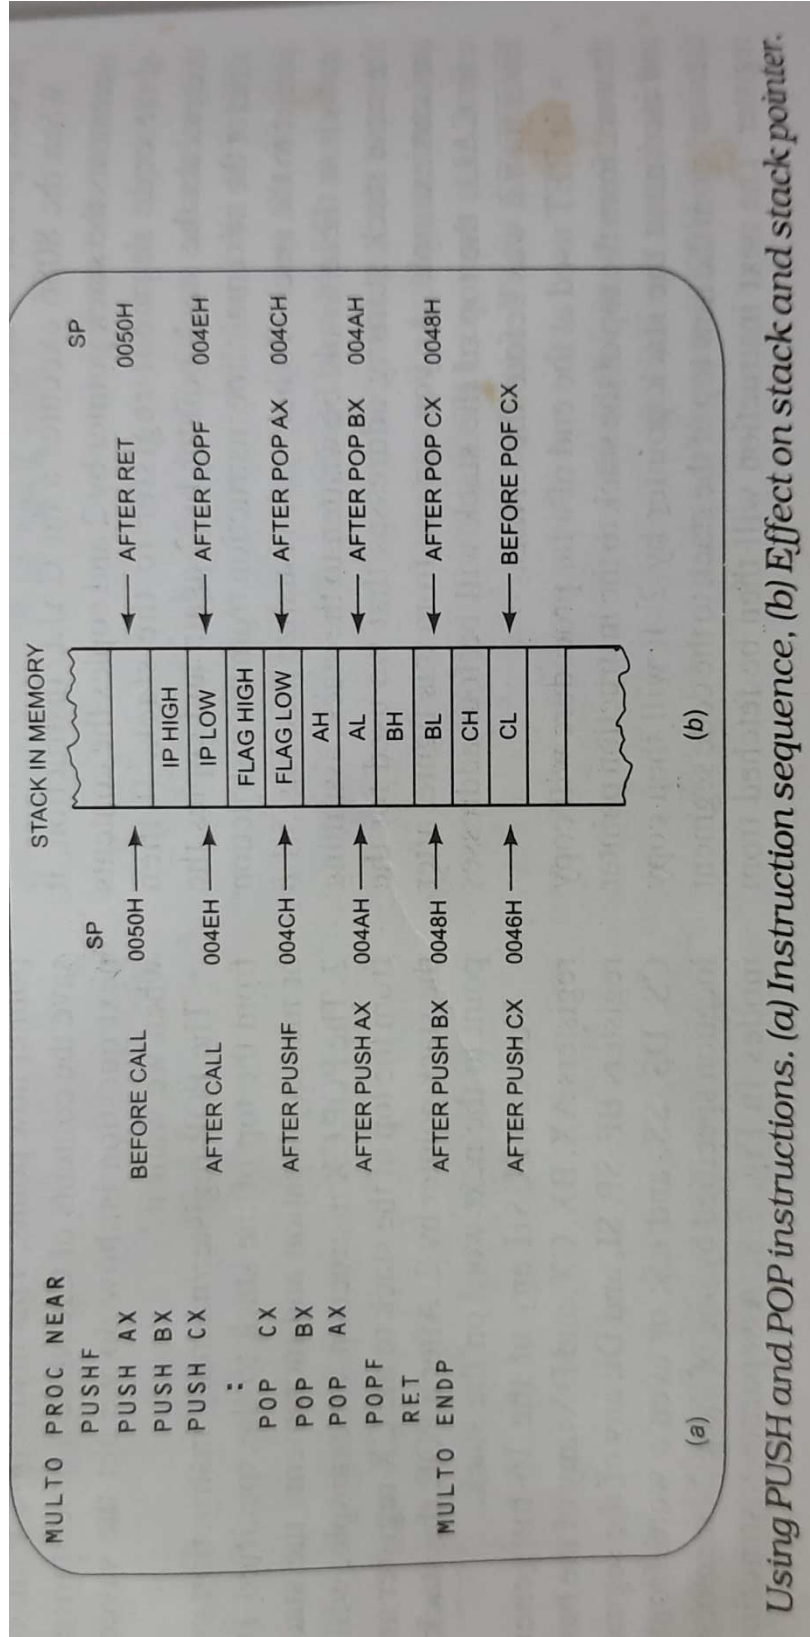 MULTO PROC NEAR
PUSHF
PUSH AX
PUSH BX
PUSH CX
:
POP CX
POP BX
POP AX
POPF
RET
MULTO ENDP
(a)
STACK IN MEMORY
SP
SP
BEFORE CALL 0050H
AFTER RET 0050H
IP HIGH
AFTER CALL 004EH IP LOW AFTER POPF 004EH
FLAG HIGH
AFTER PUSHF 004CH FLAG LOW AFTER POP AX 004CH
AH
AFTER PUSH AX 004AH AL AFTER POP BX 004AH
BH
AFTER PUSH BX 0048H BL AFTER POP CX 0048H
CH
AFTER PUSH CX 0046H CL BEFORE POF CX
(b)
Using PUSH and POP instructions. (a) Instruction sequence, (b) Effect on stack and stack pointer.